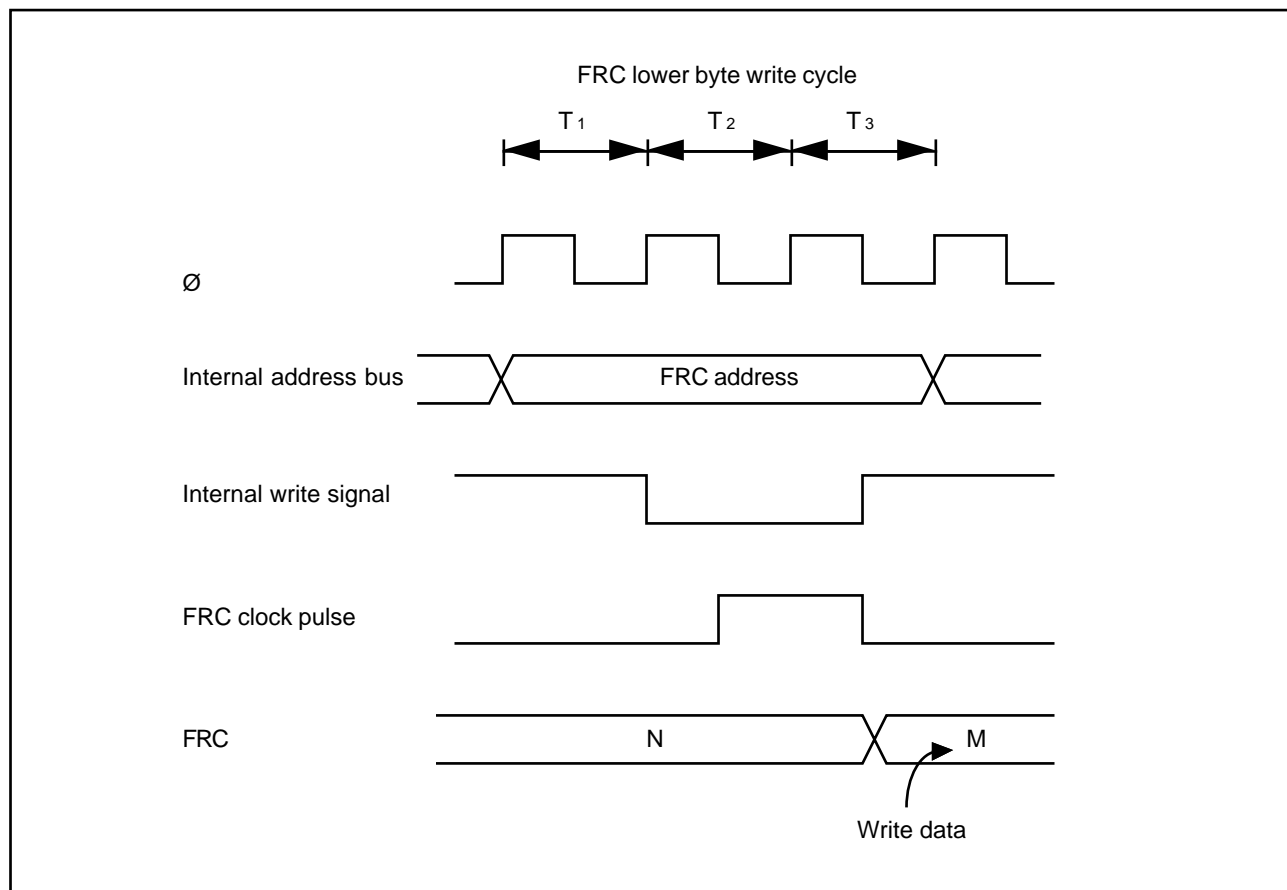 FRC lower byte write cycle
T1 T2 T3
Ø
Internal address bus FRC address
Internal write signal
FRC clock pulse
FRC N M
Write data